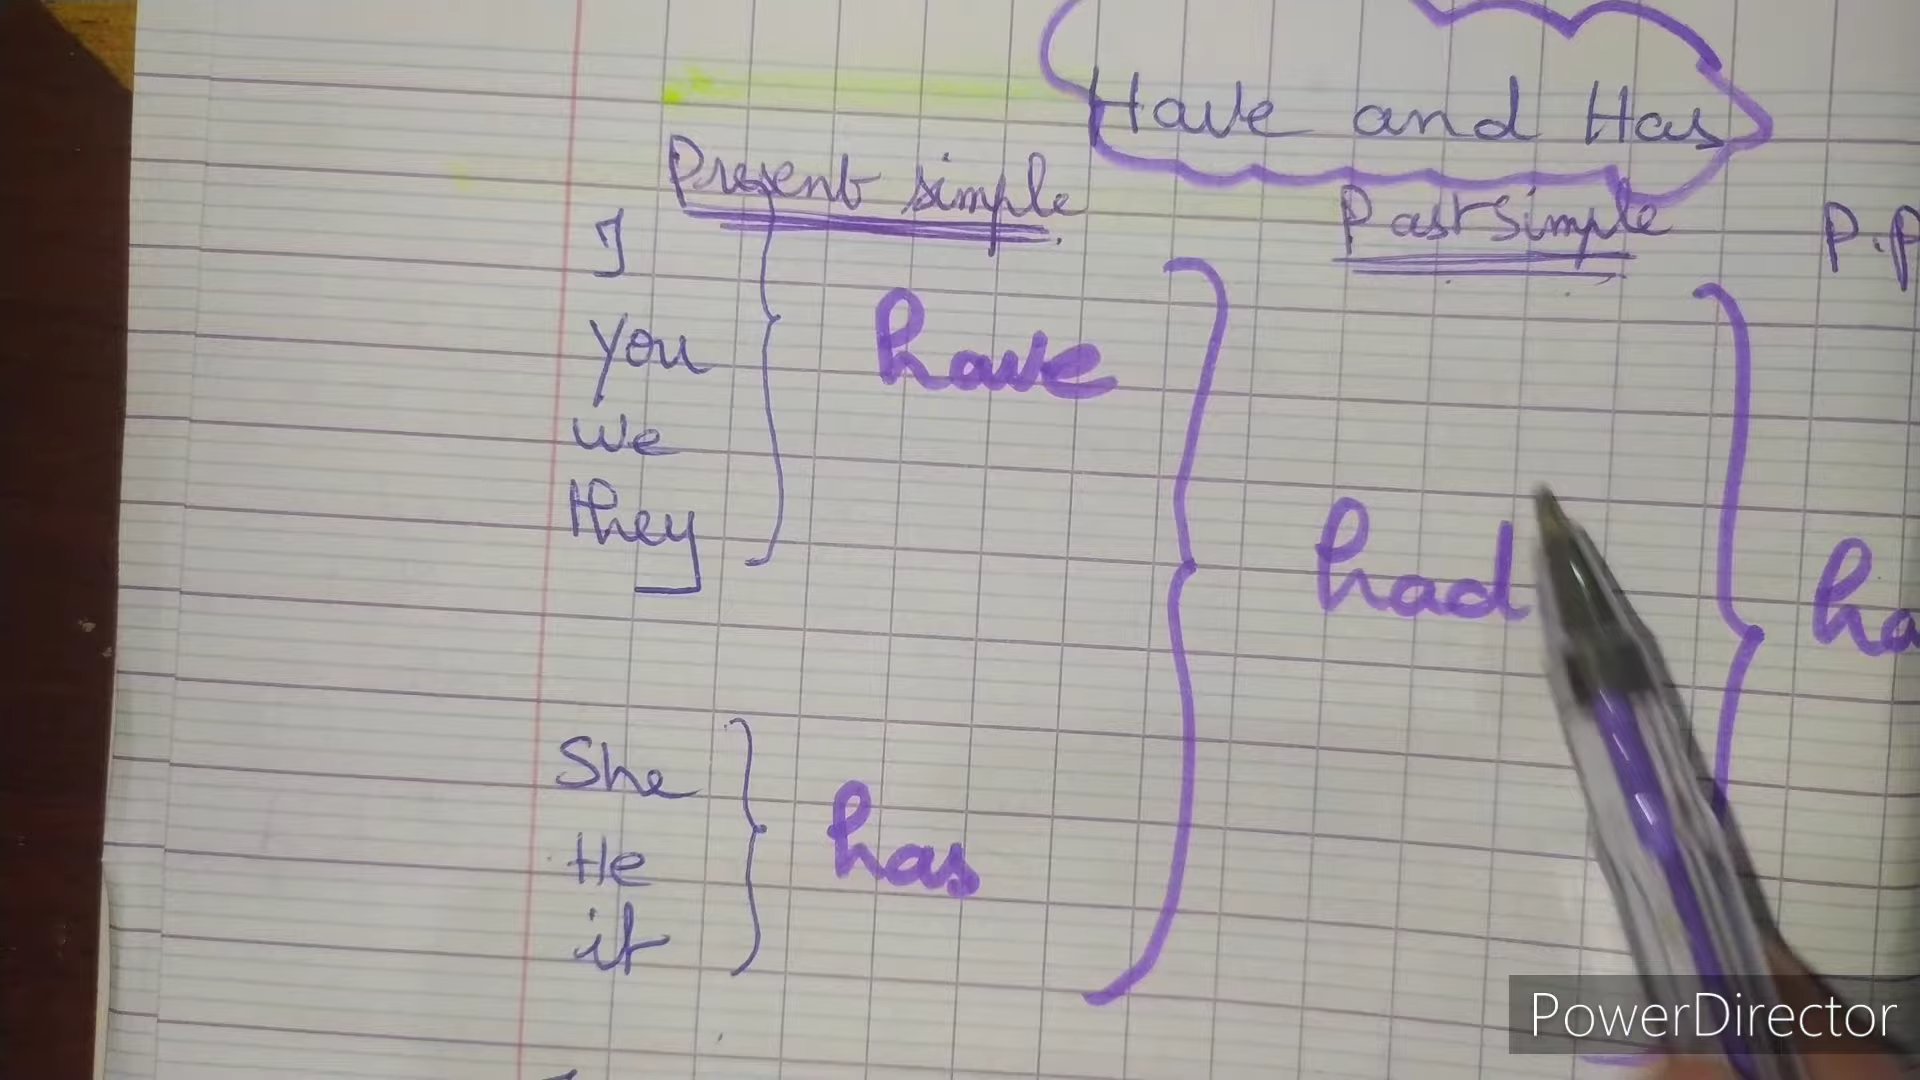 Have and Has
Present simple
Past simple
P.P
I
you
we
they
have
had
She
He
it
has
PowerDirector